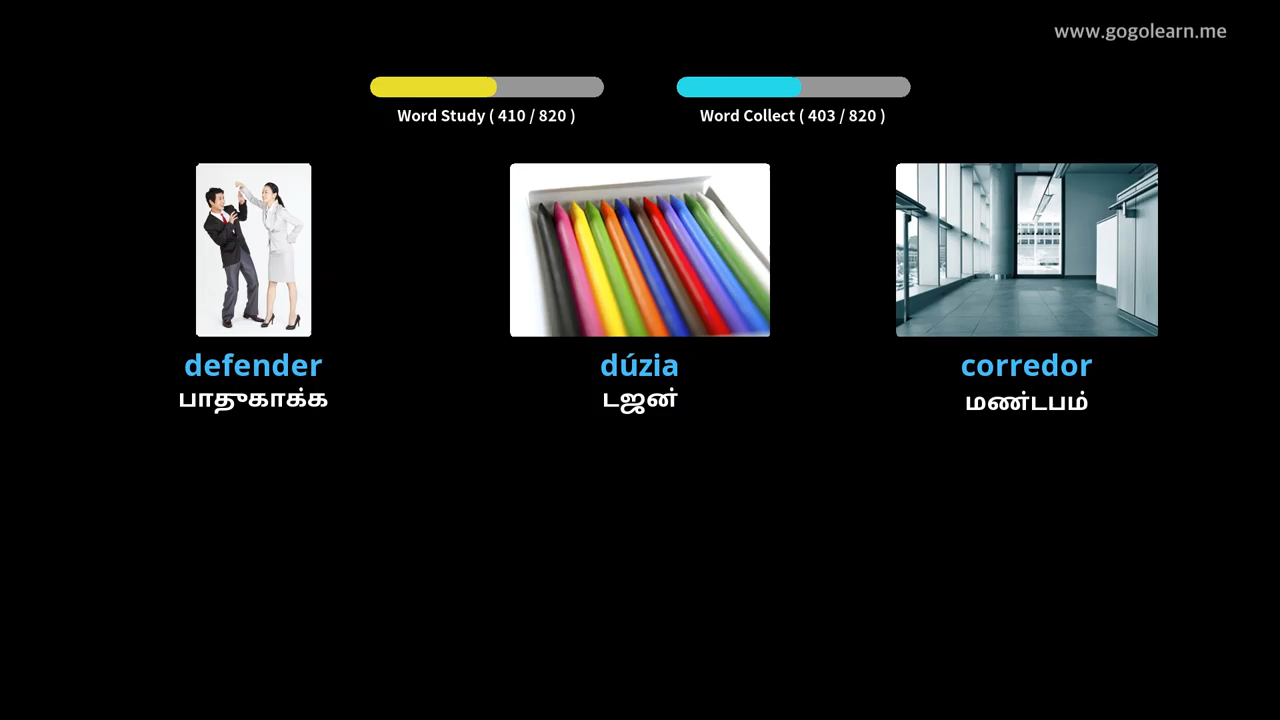 www.gogolearn.me
Word Study ( 410 / 820 )
Word Collect ( 403 / 820 )
defender
பாதுகாக்க
dúzia
டஜன்
corredor
மண்டபம்